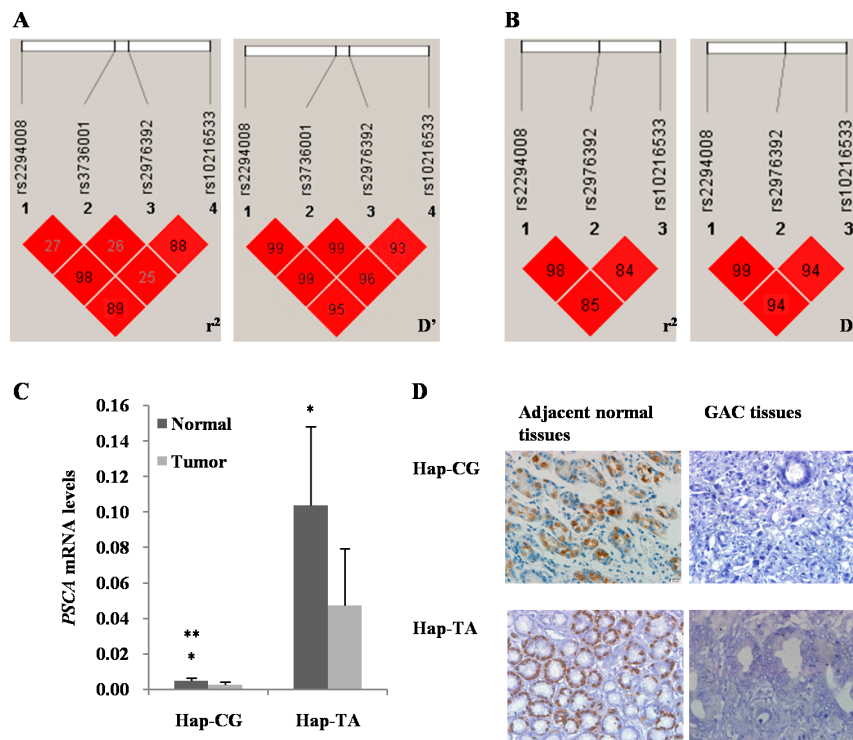 A
rs2294008
rs3736001
rs2976392
rs10216533
1 2 3 4
27 26 88
98 25
89
r²
rs2294008
rs3736001
rs2976392
rs10216533
1 2 3 4
99 99 93
99 96
95
D'
B
rs2294008
rs2976392
rs10216533
1 2 3
98 84
85
r²
rs2294008
rs2976392
rs10216533
1 2 3
99 94
94
D
C
PSCA mRNA levels
0.16
0.14
0.12
0.10
0.08
0.06
0.04
0.02
0.00
Normal
Tumor
**
*
*
Hap-CG Hap-TA
D
Adjacent normal
tissues
GAC tissues
Hap-CG
Hap-TA